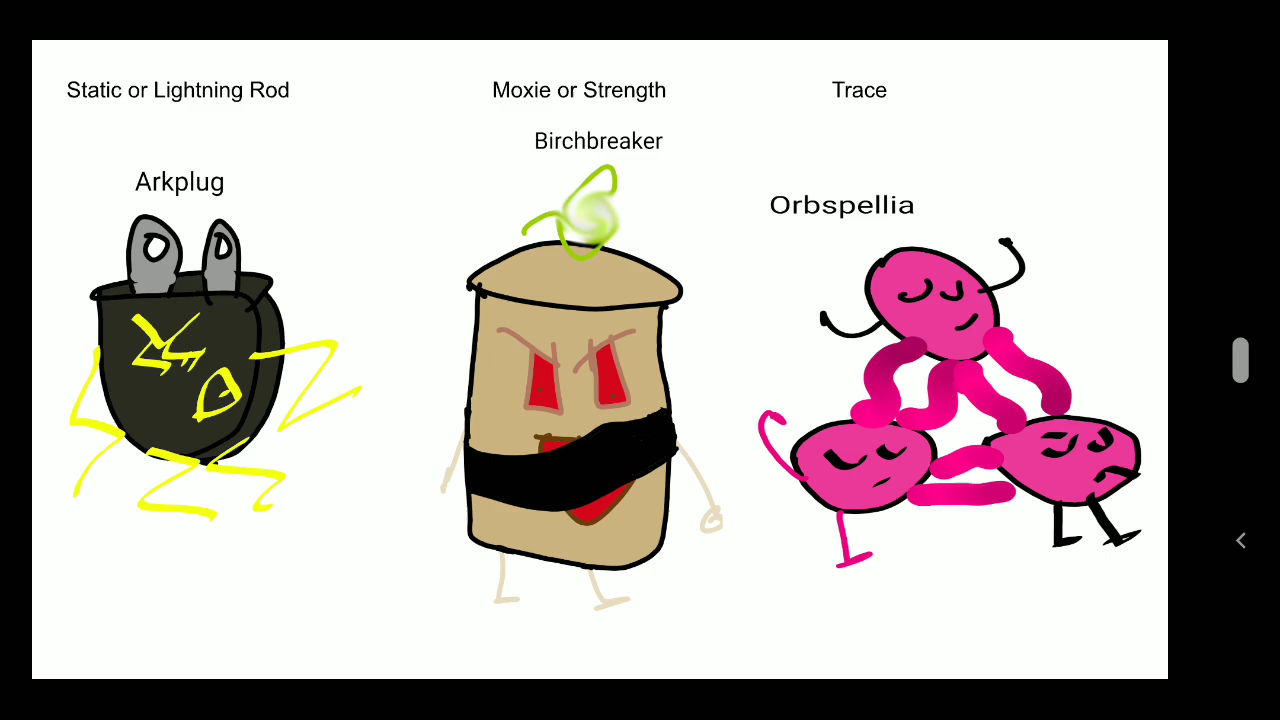 Static or Lightning Rod
Moxie or Strength
Trace
Birchbreaker
Arkplug
Orbspellia